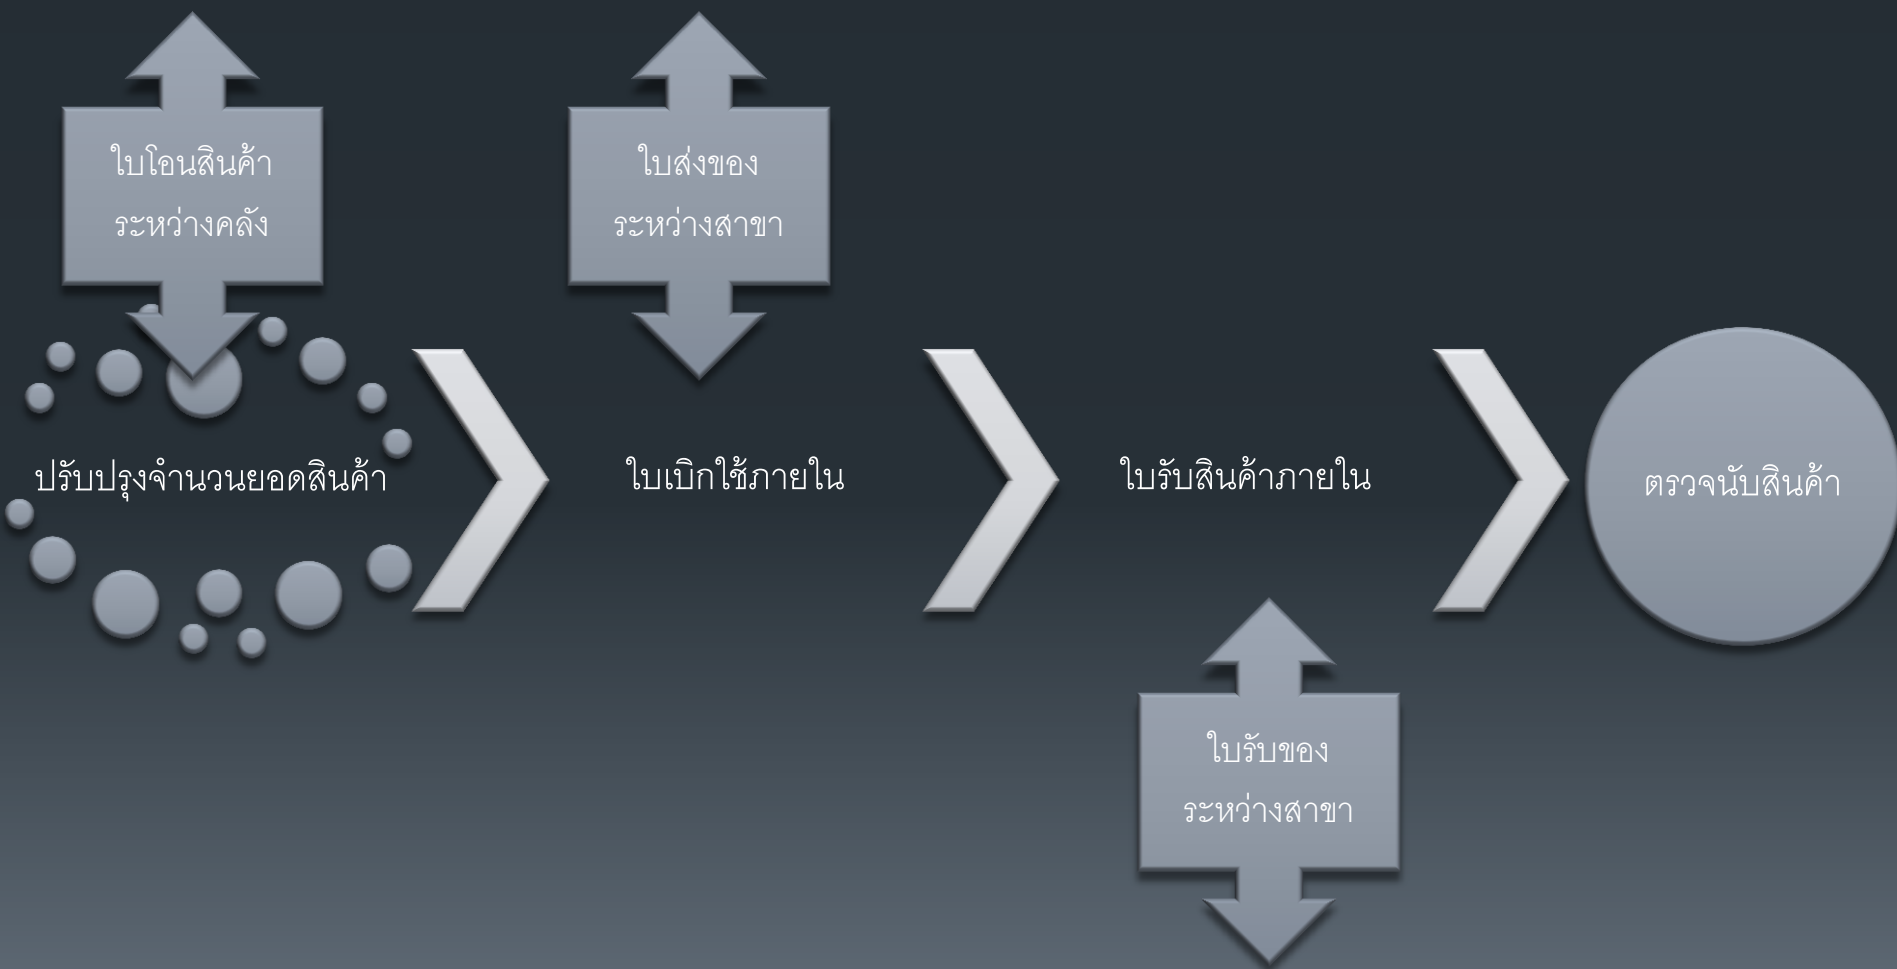 ใบโอนสินค้า
ระหว่างคลัง
ใบส่งของ
ระหว่างสาขา
ปรับปรุงจำนวนยอดสินค้า
ใบเบิกใช้ภายใน
ใบรับสินค้าภายใน
ตรวจนับสินค้า
ใบรับของ
ระหว่างสาขา